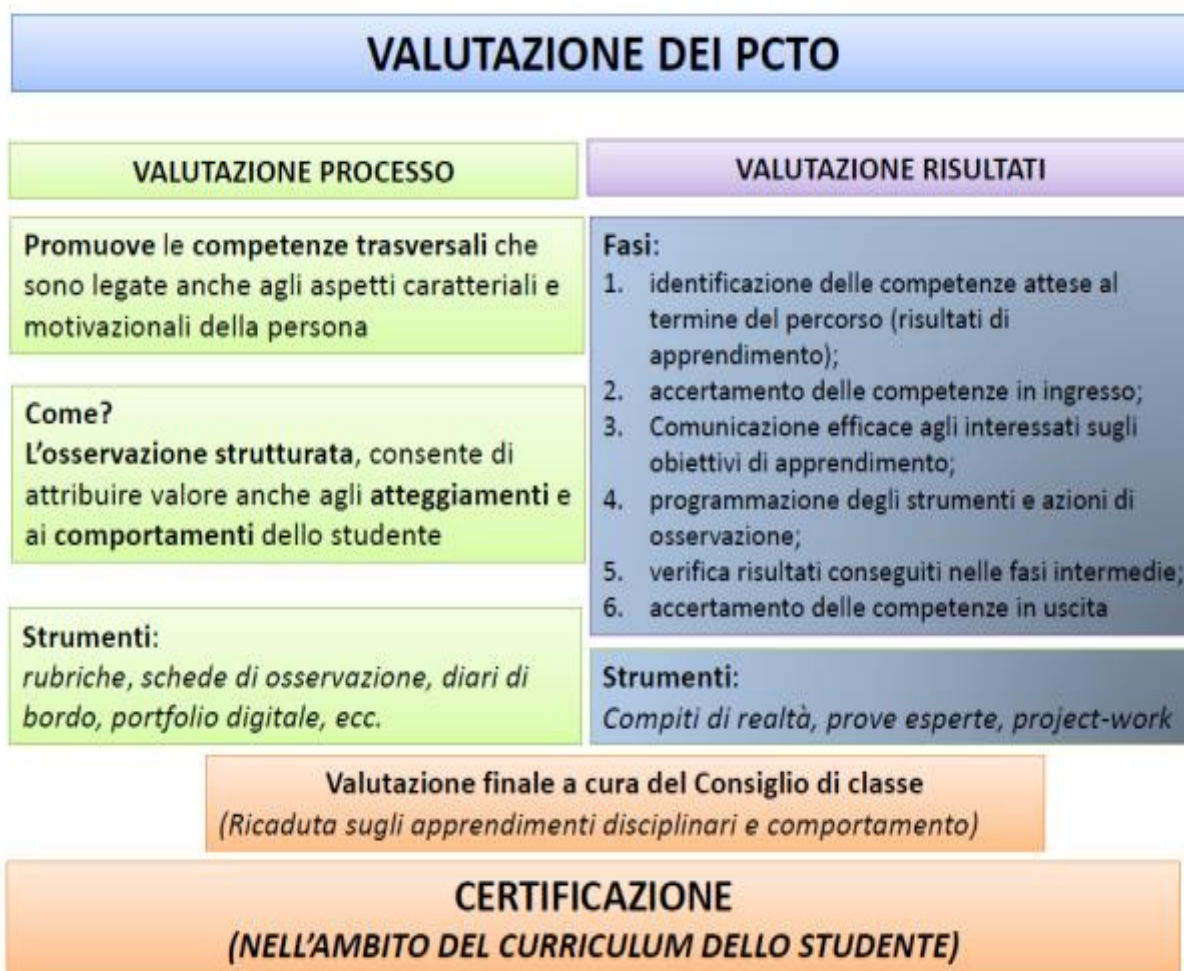 VALUTAZIONE DEI PCTO
VALUTAZIONE PROCESSO
Promuove le competenze trasversali che
sono legate anche agli aspetti caratteriali e
motivazionali della persona
Come?
L'osservazione strutturata, consente di
attribuire valore anche agli atteggiamenti e
ai comportamenti dello studente
Strumenti:
rubriche, schede di osservazione, diari di
bordo, portfolio digitale, ecc.
VALUTAZIONE RISULTATI
Fasi:
1. identificazione delle competenze attese al
termine del percorso (risultati di
apprendimento);
2. accertamento delle competenze in ingresso;
3. Comunicazione efficace agli interessati sugli
obiettivi di apprendimento;
4. programmazione degli strumenti e azioni di
osservazione;
5. verifica risultati conseguiti nelle fasi intermedie;
6. accertamento delle competenze in uscita
Strumenti:
Compiti di realtà, prove esperte, project-work
Valutazione finale a cura del Consiglio di classe
(Ricaduta sugli apprendimenti disciplinari e comportamento)
CERTIFICAZIONE
(NELL'AMBITO DEL CURRICULUM DELLO STUDENTE)